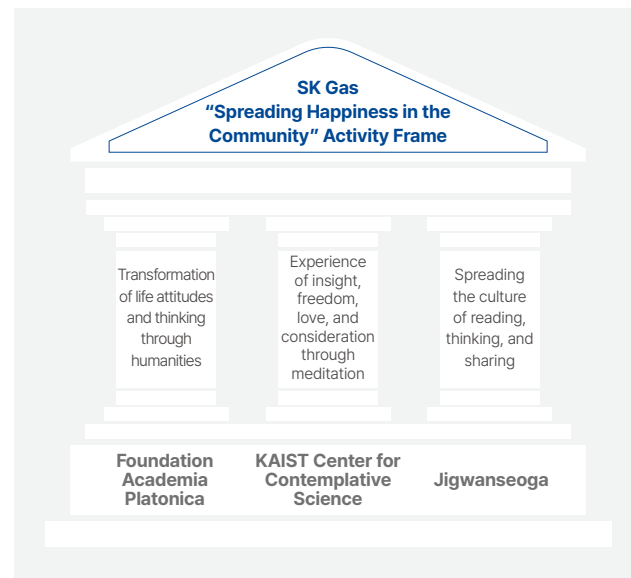 SK Gas
“Spreading Happiness in the
Community” Activity Frame
Transformation
of life attitudes
and thinking
through
humanities
Experience
of insight,
freedom,
love, and
consideration
through
meditation
Spreading
the culture
of reading,
thinking, and
sharing
Foundation
Academia
Platonica
KAIST Center for
Contemplative
Science
Jigwanseoga